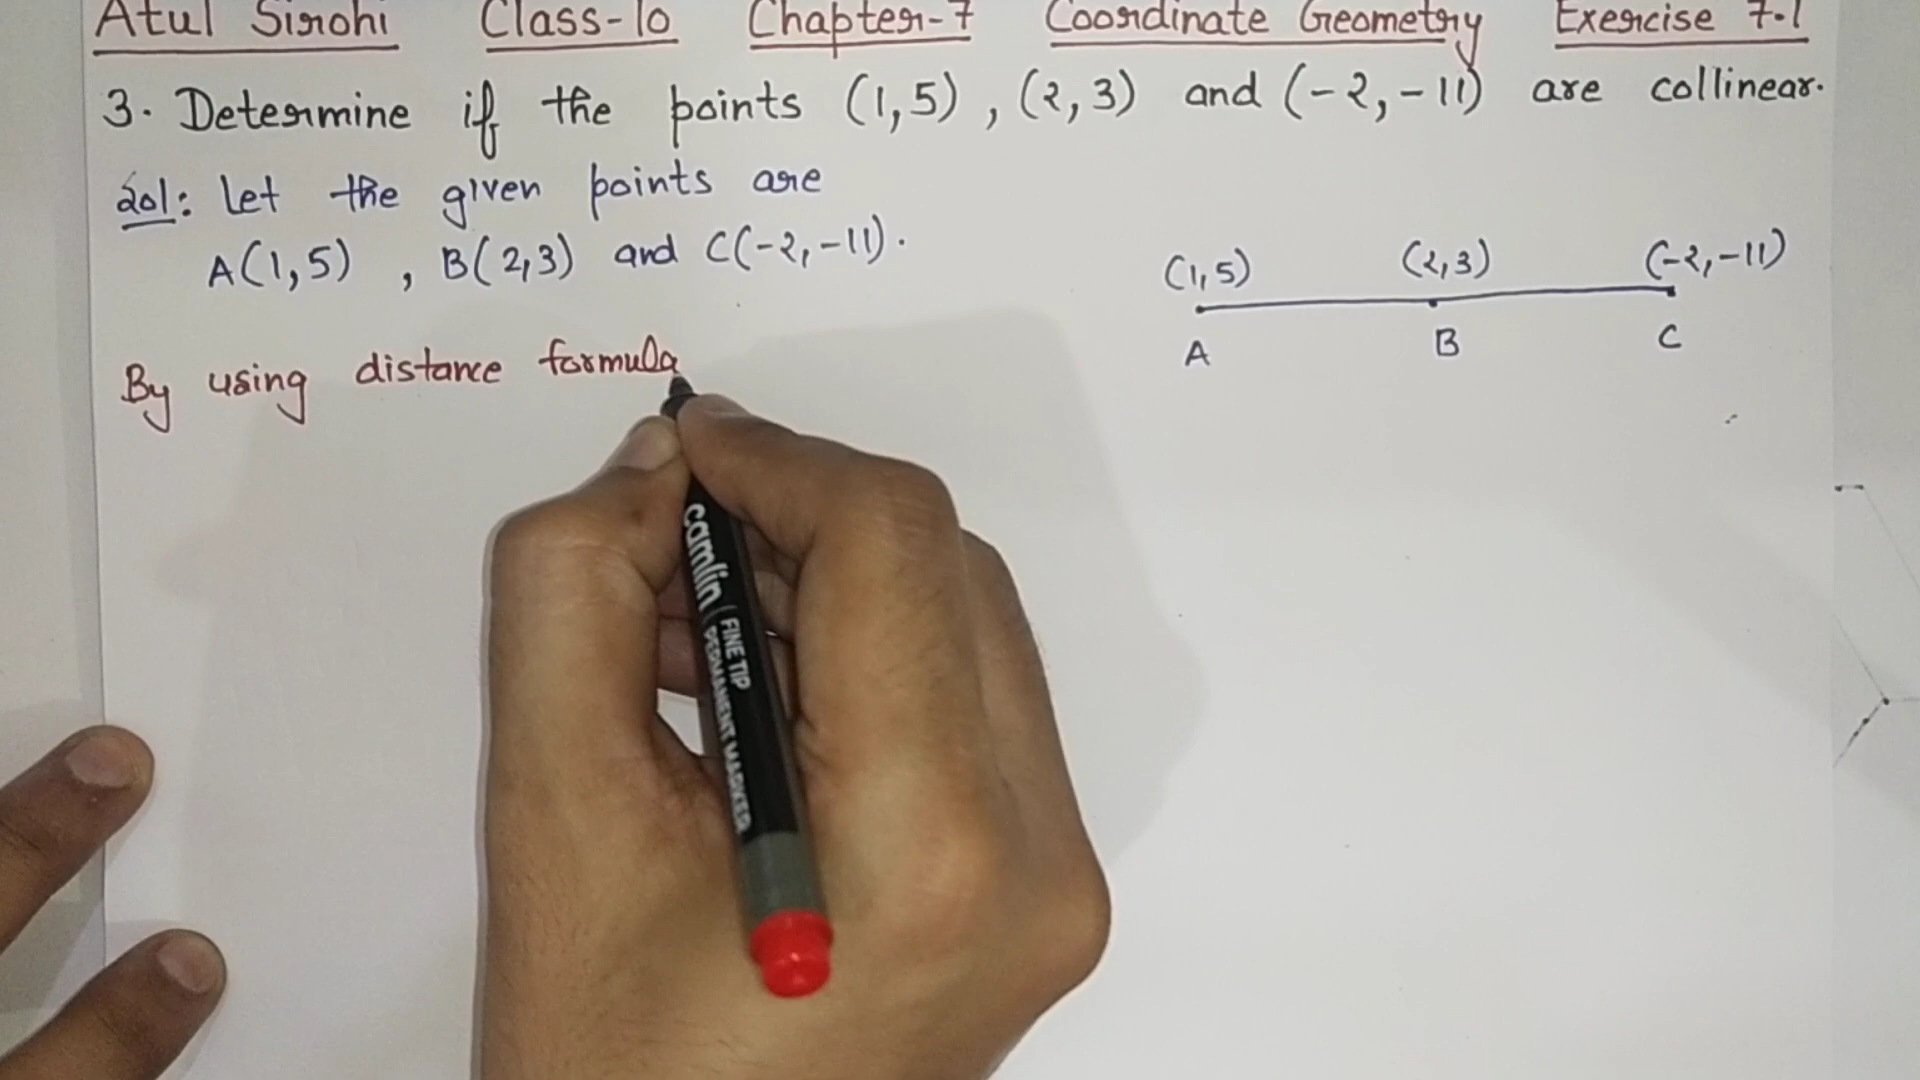 Atul Sirohi Class-10 Chapter-7 Coordinate Geometry Exercise 7.1
3. Determine if the points (1,5), (2,3) and (-2,-11) are collinear.
Sol: Let the given points are
A(1,5), B(2,3) and C(-2,-11).
(1,5) (2,3) (-2,-11)
A B C
By using distance formula
camlin FINE TIP
PERMANENT MARKER